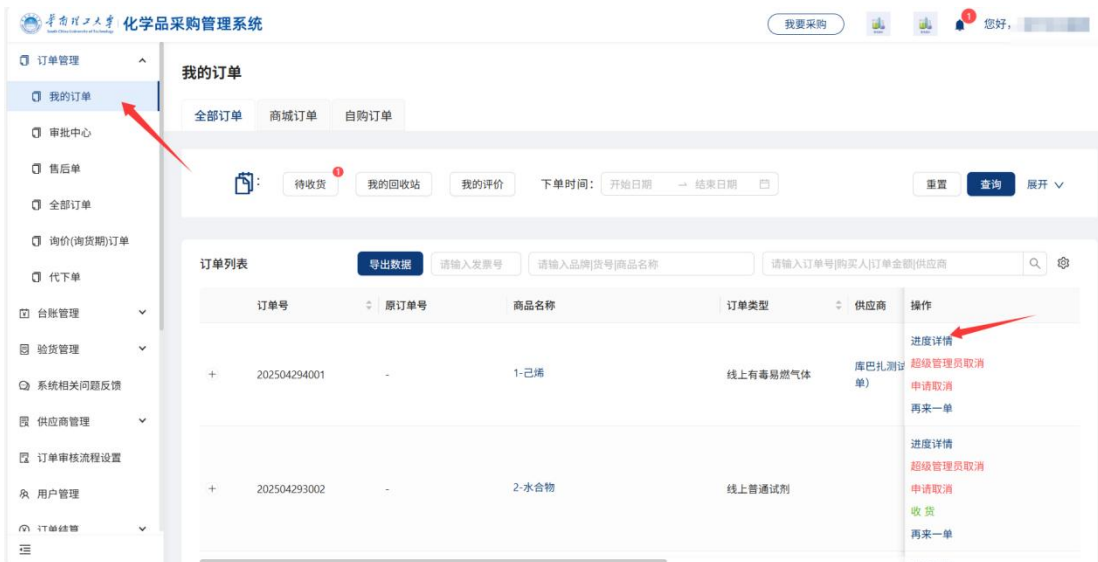 华南理工大学 化学品采购管理系统
我要采购
1
您好,
订单管理
我的订单
审批中心
售后单
全部订单
询价(询货期)订单
代下单
台账管理
验货管理
系统相关问题反馈
供应商管理
订单审核流程设置
用户管理
订单结算
我的订单
全部订单 商城订单 自购订单
: 待收货 1 我的回收站 我的评价 下单时间: 开始日期 → 结束日期 重置 查询 展开
订单列表 导出数据 请输入发票号 请输入品牌|货号|商品名称 请输入订单号|购买人|订单金额|供应商
订单号 原订单号 商品名称 订单类型 供应商 操作
+ 202504294001 - 1-己烯 线上有毒易燃气体 库巴扎测试
单)
进度详情
超级管理员取消
申请取消
再来一单
+ 202504293002 - 2-水合物 线上普通试剂
进度详情
超级管理员取消
申请取消
收 货
再来一单